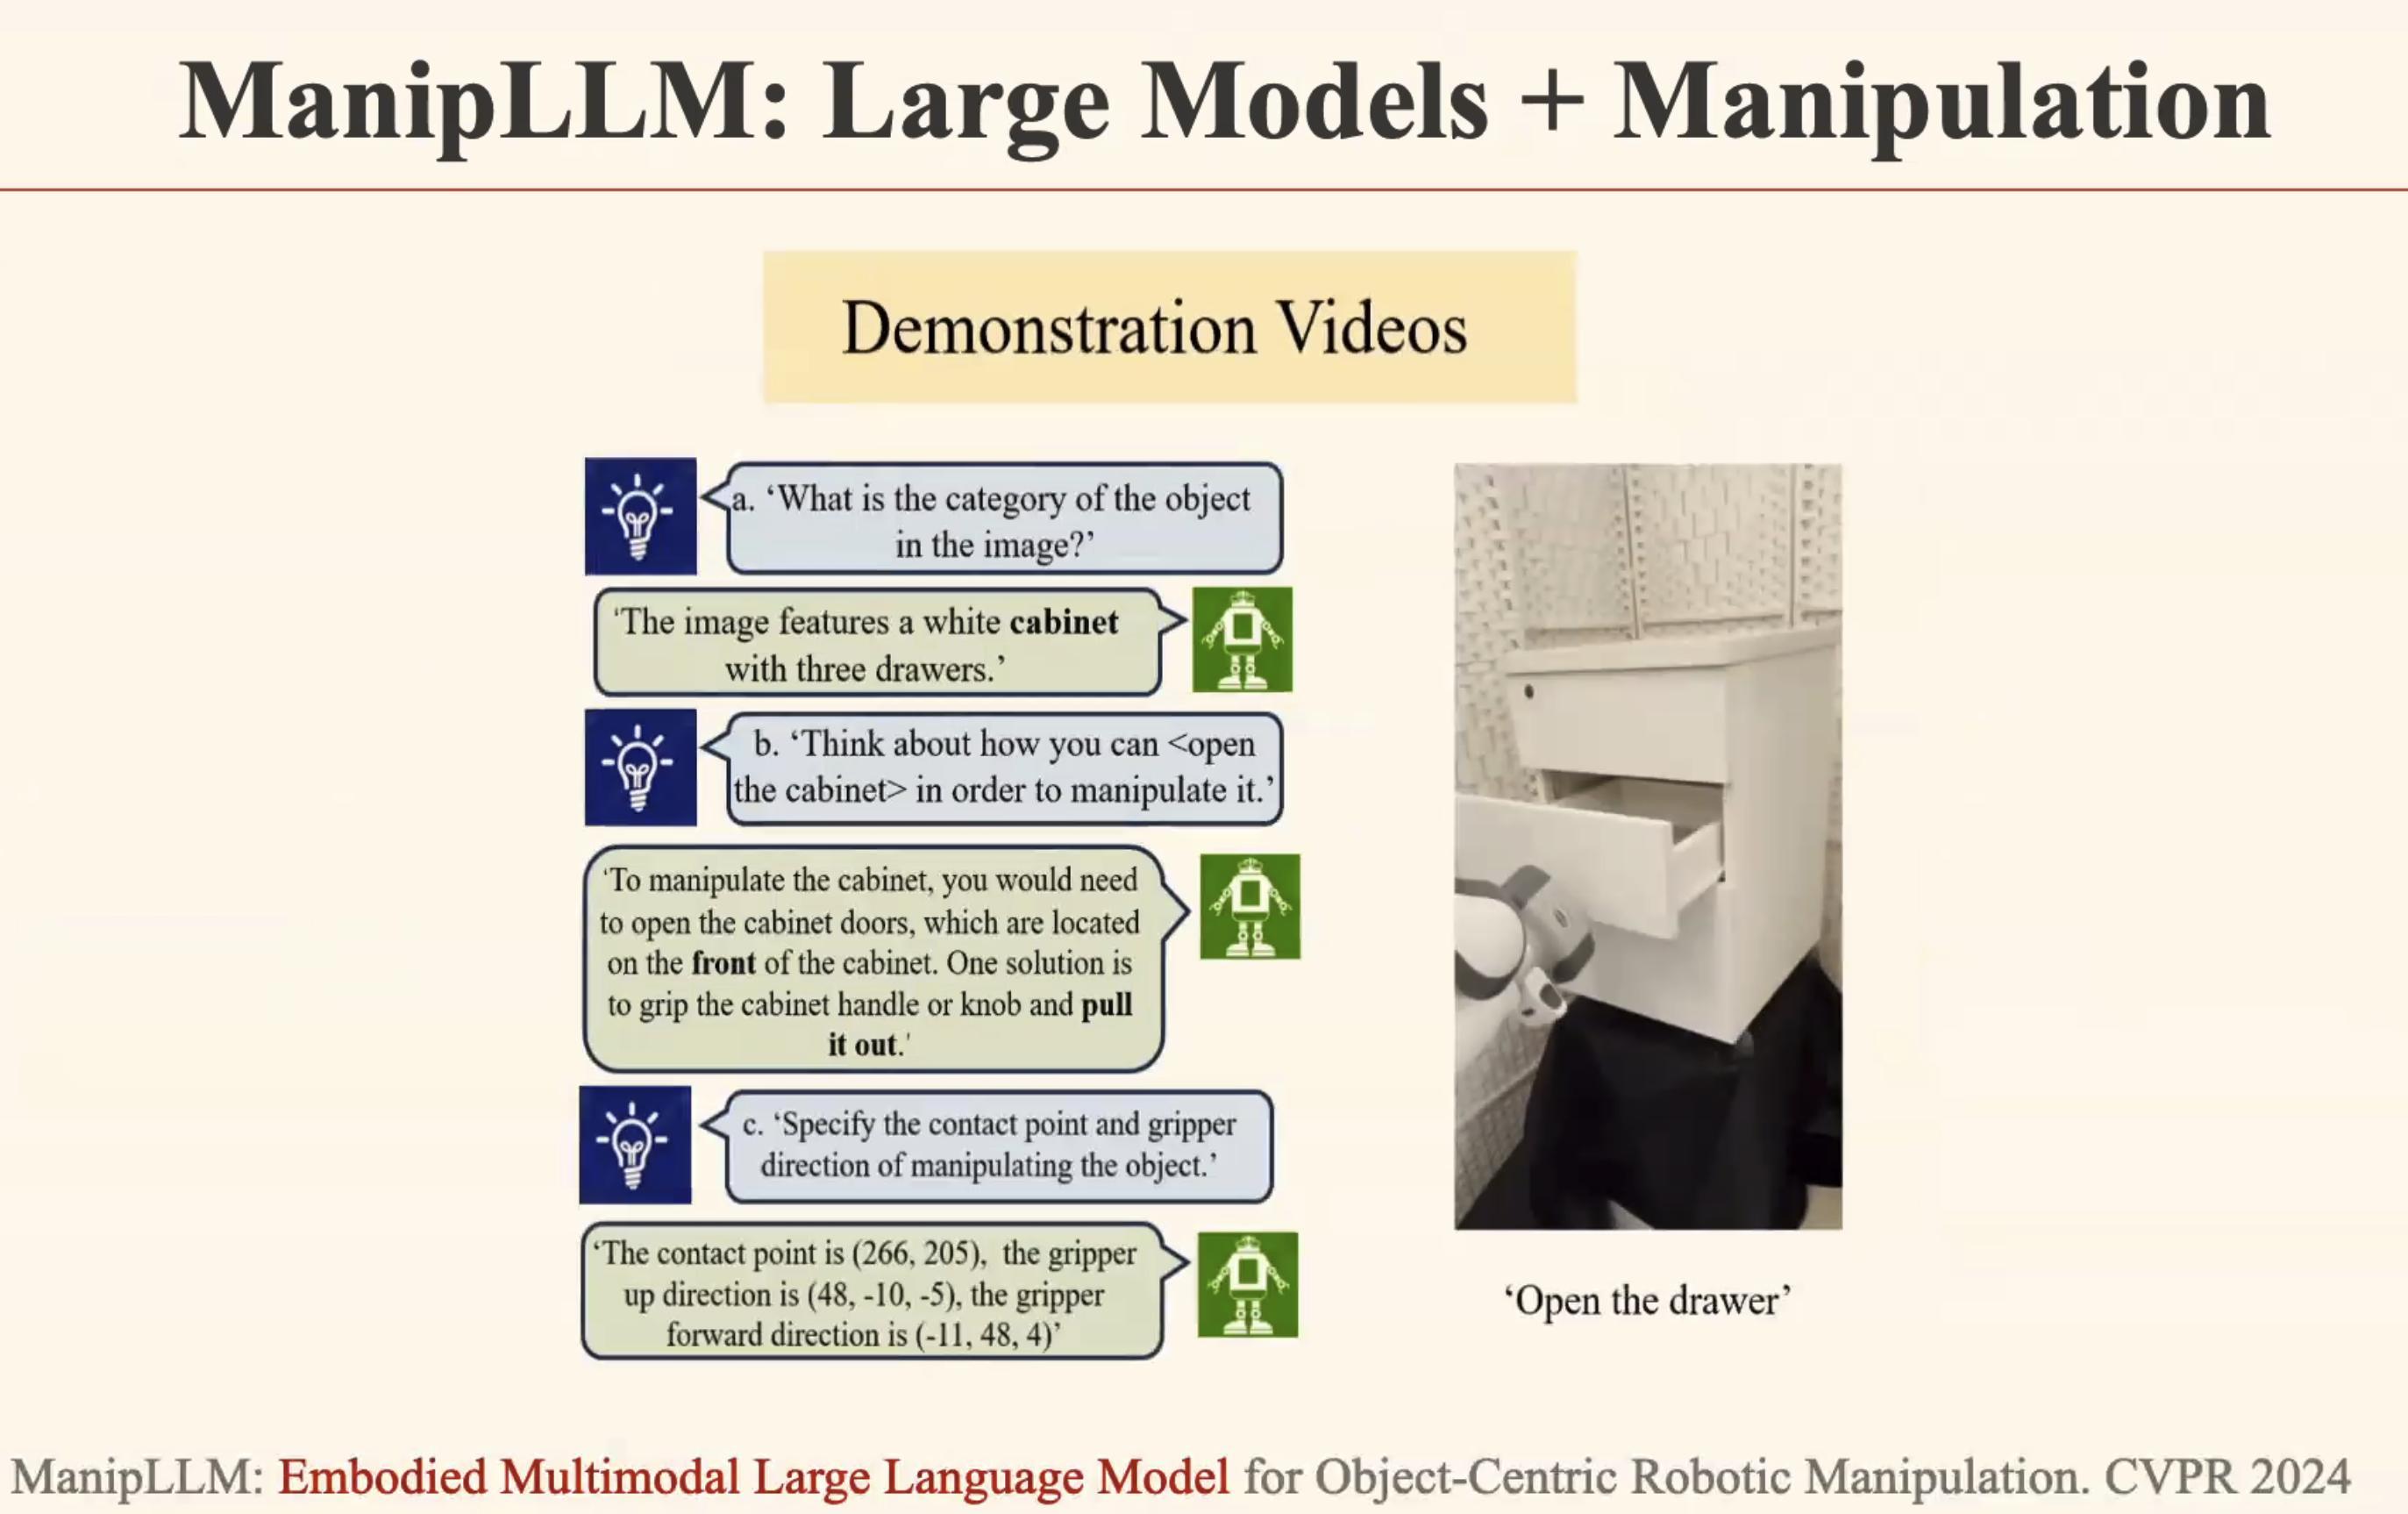 ManipLLM: Large Models + Manipulation
Demonstration Videos
a. ‘What is the category of the object
in the image?’
‘The image features a white cabinet
with three drawers.’
b. ‘Think about how you can <open
the cabinet> in order to manipulate it.’
‘To manipulate the cabinet, you would need
to open the cabinet doors, which are located
on the front of the cabinet. One solution is
to grip the cabinet handle or knob and pull
it out.’
c. ‘Specify the contact point and gripper
direction of manipulating the object.’
‘The contact point is (266, 205), the gripper
up direction is (48, -10, -5), the gripper
forward direction is (-11, 48, 4)’
‘Open the drawer’
ManipLLM: Embodied Multimodal Large Language Model for Object-Centric Robotic Manipulation. CVPR 2024